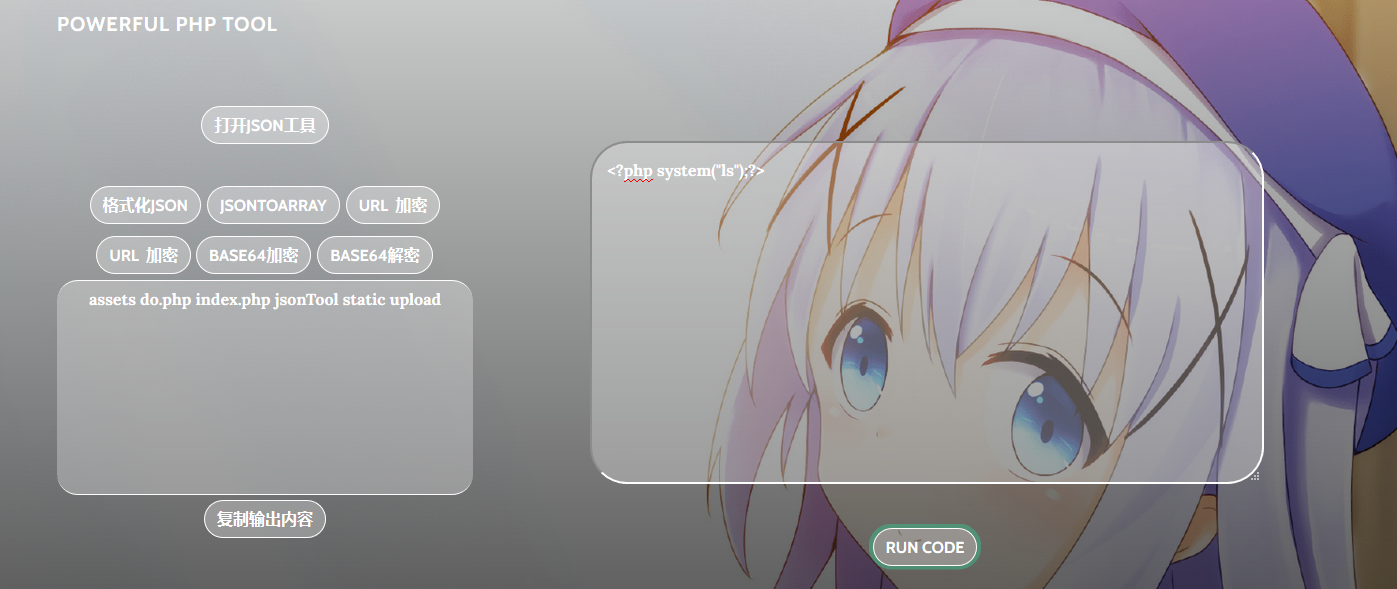 POWERFUL PHP TOOL
打开JSON工具
<?php system("ls");?>
格式化JSON JSONTOARRAY URL 加密
URL 加密 BASE64加密 BASE64解密
assets do.php index.php jsonTool static upload
复制输出内容
RUN CODE